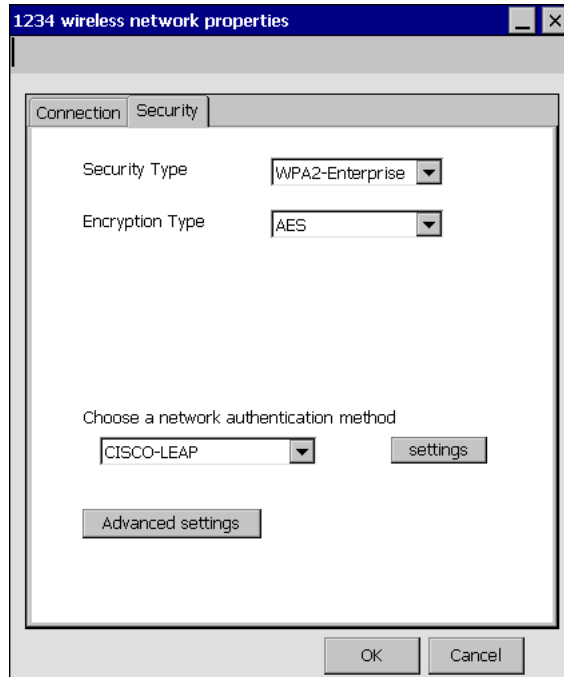 1234 wireless network properties
Connection Security
Security Type WPA2-Enterprise
Encryption Type AES
Choose a network authentication method
CISCO-LEAP settings
Advanced settings
OK Cancel